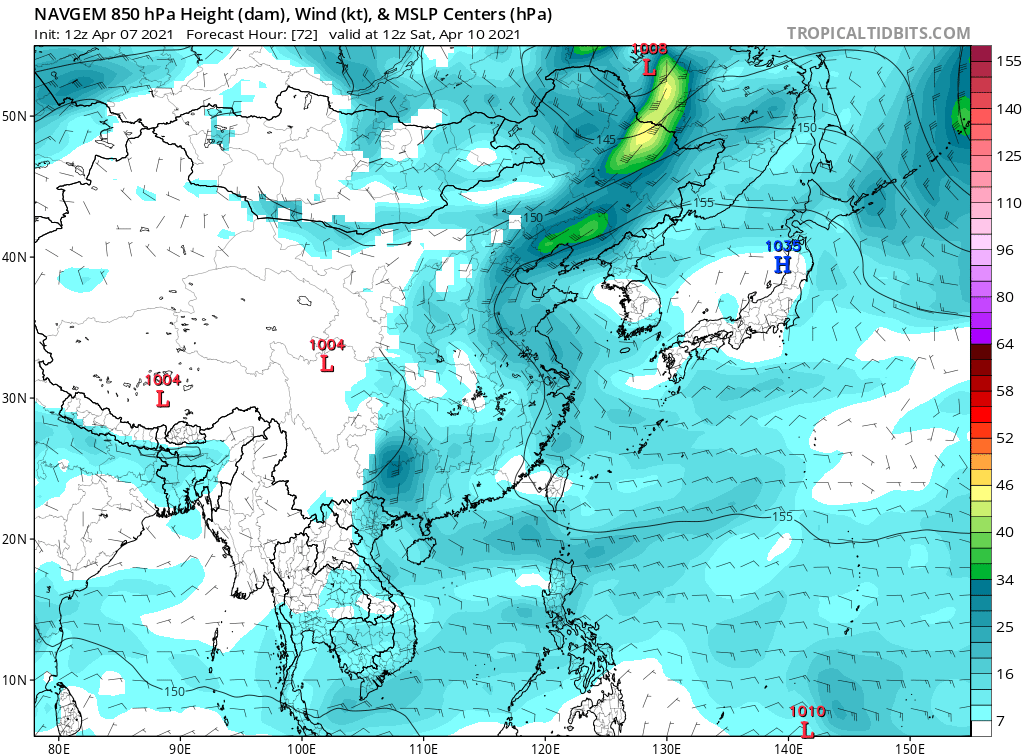 NAVGEM 850 hPa Height (dam), Wind (kt), & MSLP Centers (hPa)
Init: 12z Apr 07 2021 Forecast Hour: [72] valid at 12z Sat, Apr 10 2021 TROPICALTIDBITS.COM
1008
L
155
140
125
110
96
80
64
58
52
46
40
34
25
16
7
50N
40N
30N
20N
10N
150
145
155
150
1035
H
1004
L
1004
L
155
150
1010
L
80E 90E 100E 110E 120E 130E 140E 150E